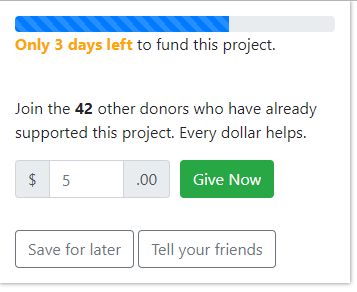 Only 3 days left to fund this project.
Join the 42 other donors who have already
supported this project. Every dollar helps.
$ 5 .00 Give Now
Save for later Tell your friends